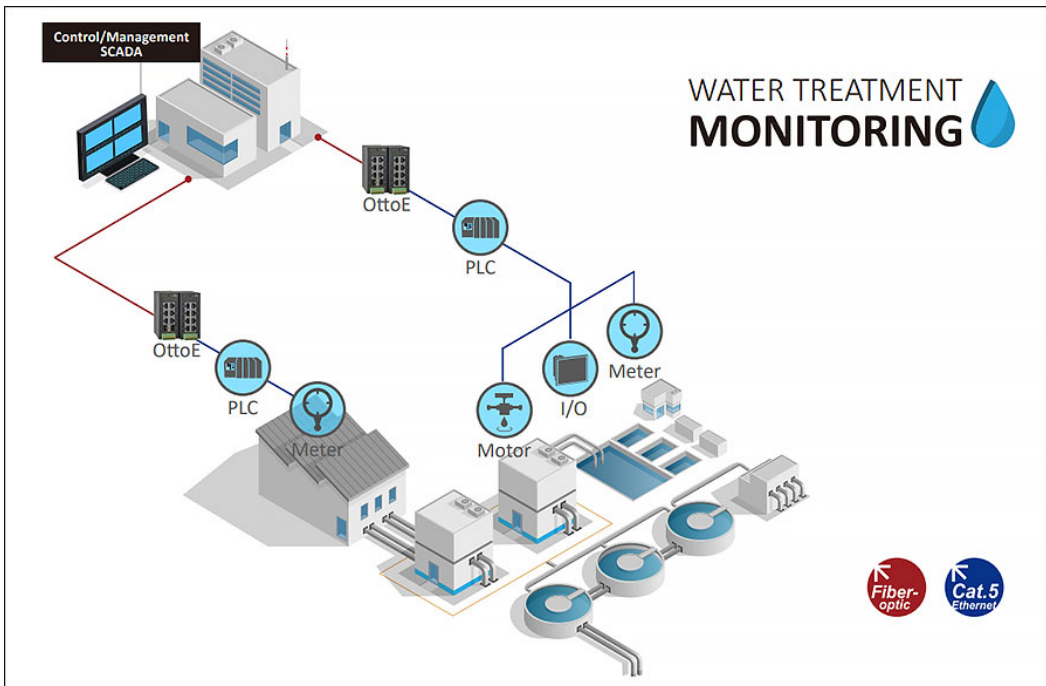 Control/Management
SCADA
WATER TREATMENT
MONITORING
OttoE
PLC
OttoE
PLC
Meter
I/O
Motor
Meter
Fiber-
optic
Cat.5
Ethernet